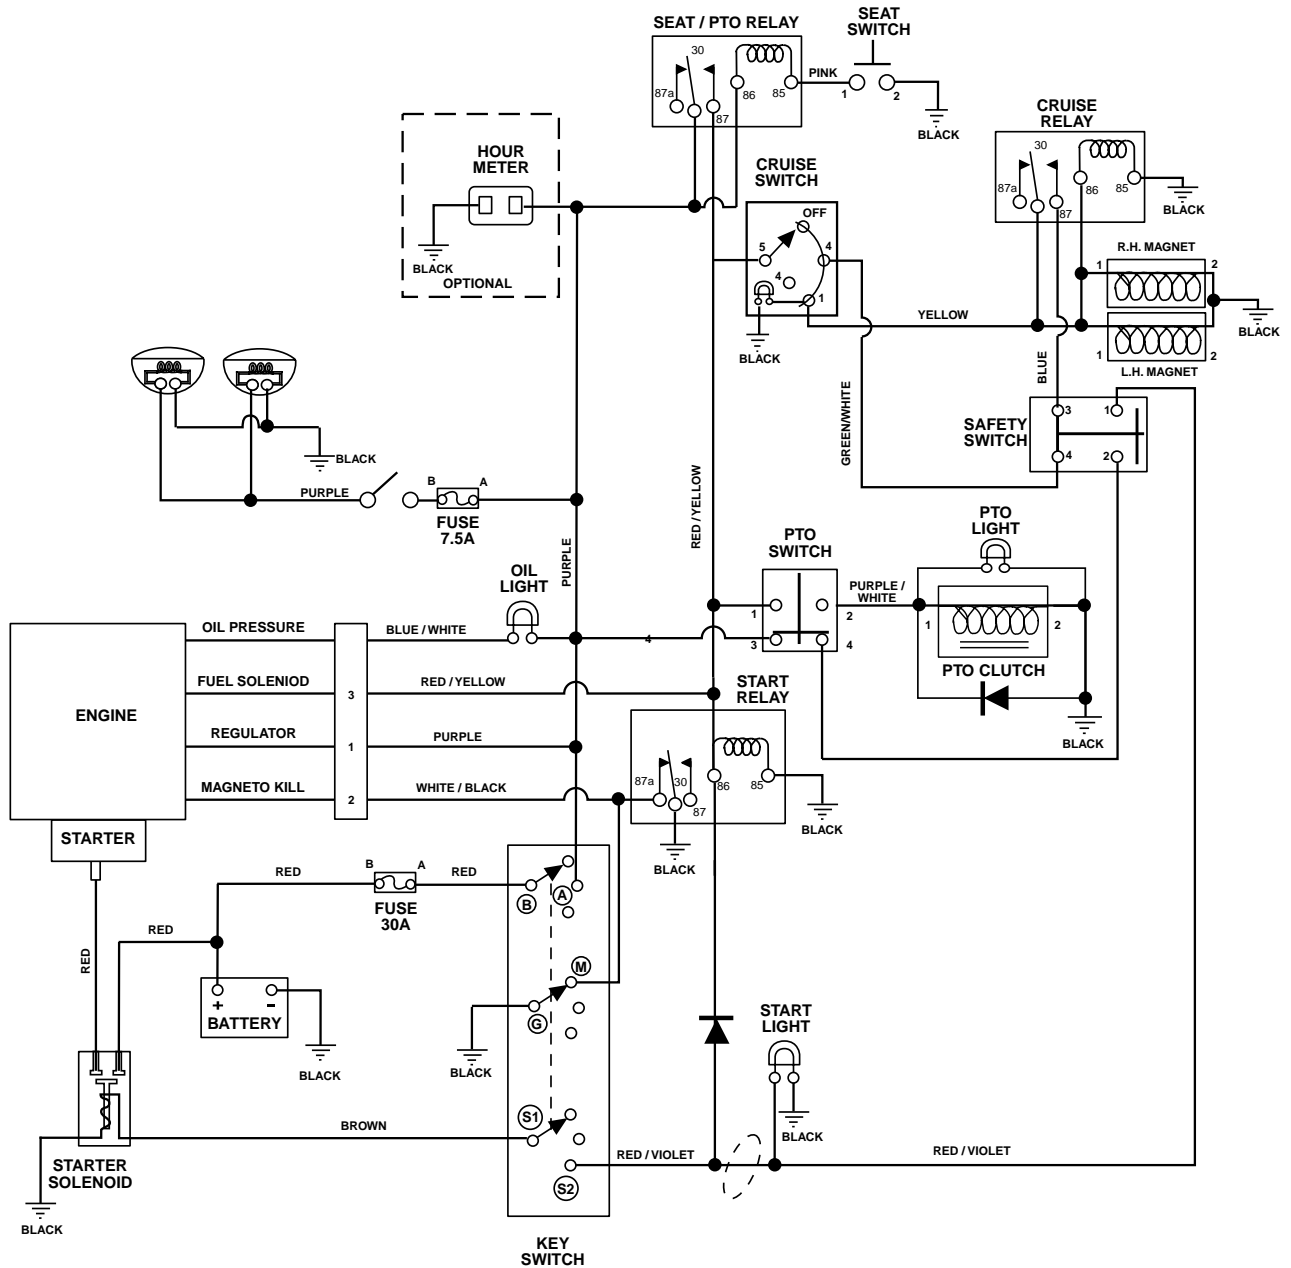 SEAT / PTO RELAY
SEAT
SWITCH
30
87a
87
86
85
PINK
1
2
BLACK
CRUISE
RELAY
30
87a
87
86
85
BLACK
HOUR
METER
BLACK
OPTIONAL
CRUISE
SWITCH
OFF
5
4
4
1
BLACK
YELLOW
R.H. MAGNET
1
2
BLACK
1
2
L.H. MAGNET
BLUE
GREEN/WHITE
SAFETY
SWITCH
3
1
4
2
BLACK
PURPLE
B
A
FUSE
7.5A
PURPLE
RED / YELLOW
OIL
LIGHT
PTO
SWITCH
1
2
3
4
PURPLE /
WHITE
PTO
LIGHT
1
2
PTO CLUTCH
BLACK
ENGINE
OIL PRESSURE
BLUE / WHITE
4
FUEL SOLENIOD
3
RED / YELLOW
REGULATOR
1
PURPLE
MAGNETO KILL
2
WHITE / BLACK
START
RELAY
87a
30
87
86
85
BLACK
BLACK
STARTER
RED
B
A
RED
FUSE
30A
RED
RED
+
-
BATTERY
BLACK
B
A
M
G
BLACK
START
LIGHT
BLACK
BROWN
S1
STARTER
SOLENOID
BLACK
S2
RED / VIOLET
RED / VIOLET
KEY
SWITCH